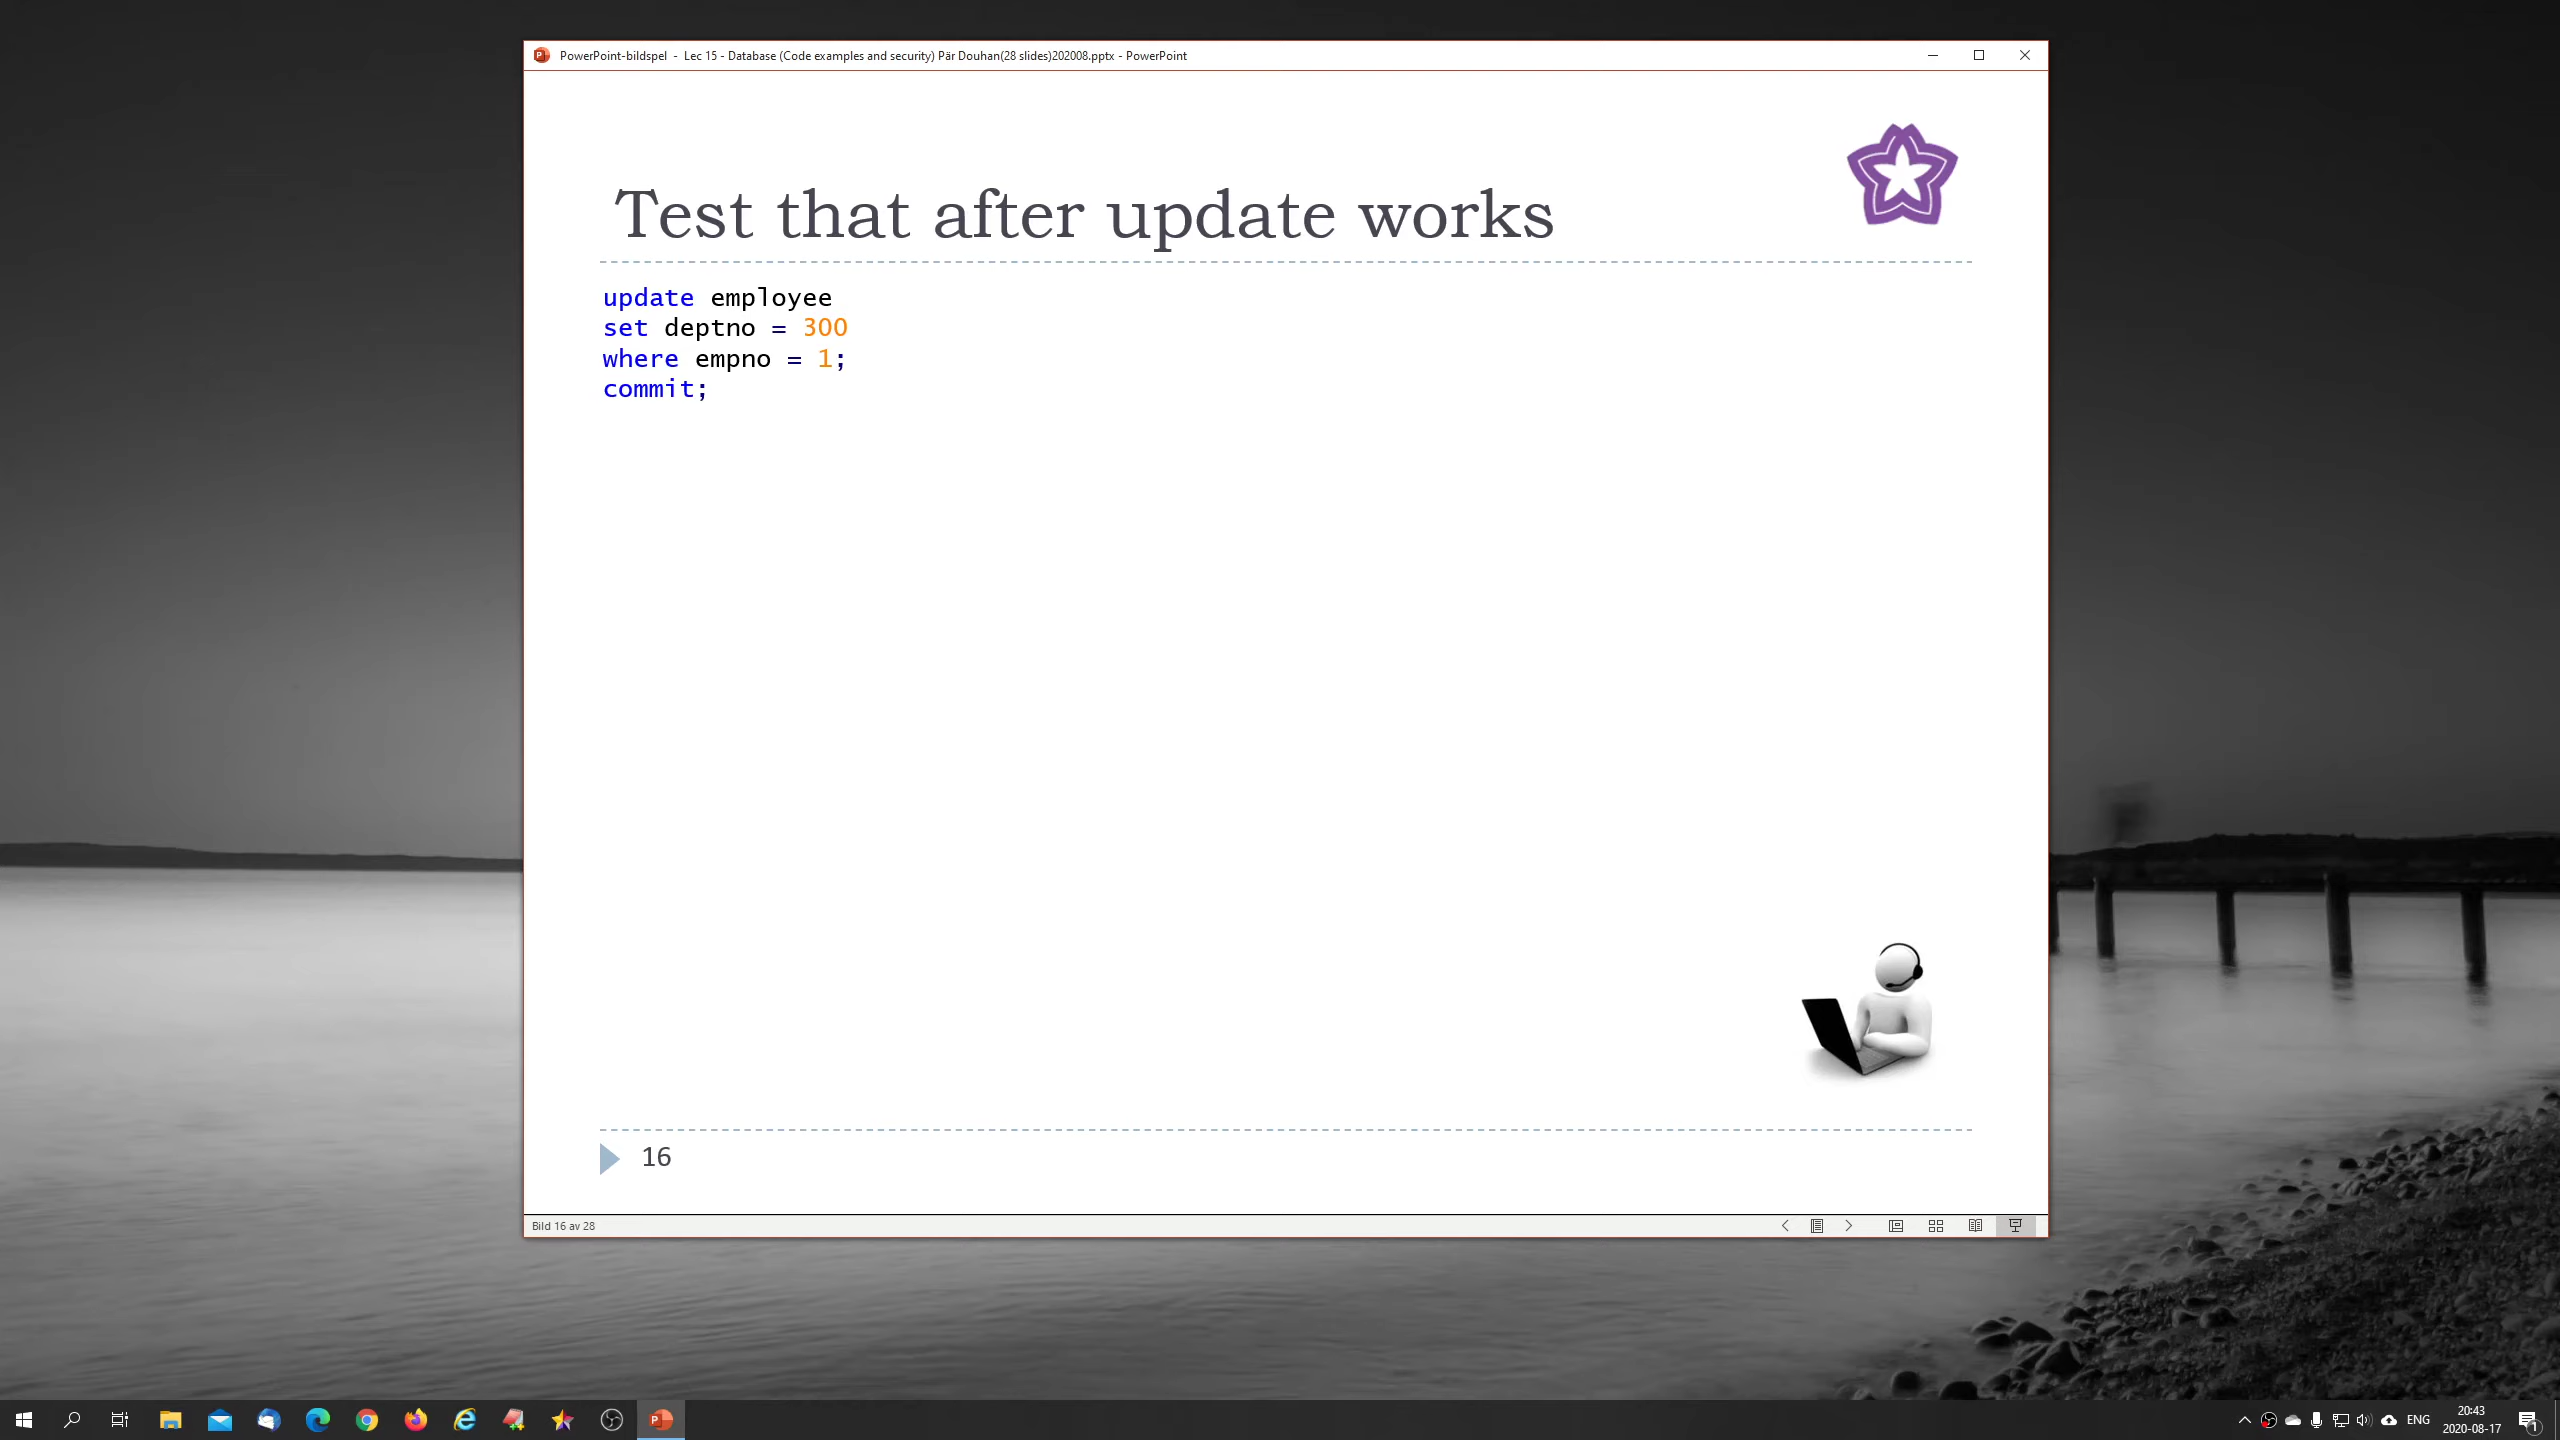 PowerPoint-bildspel - Lec 15 - Database (Code examples and security) Pär Douhan(28 slides)202008.pptx - PowerPoint
Test that after update works
update employee
set deptno = 300
where empno = 1;
commit;
16
Bild 16 av 28
ENG
20:43
2020-08-17
1